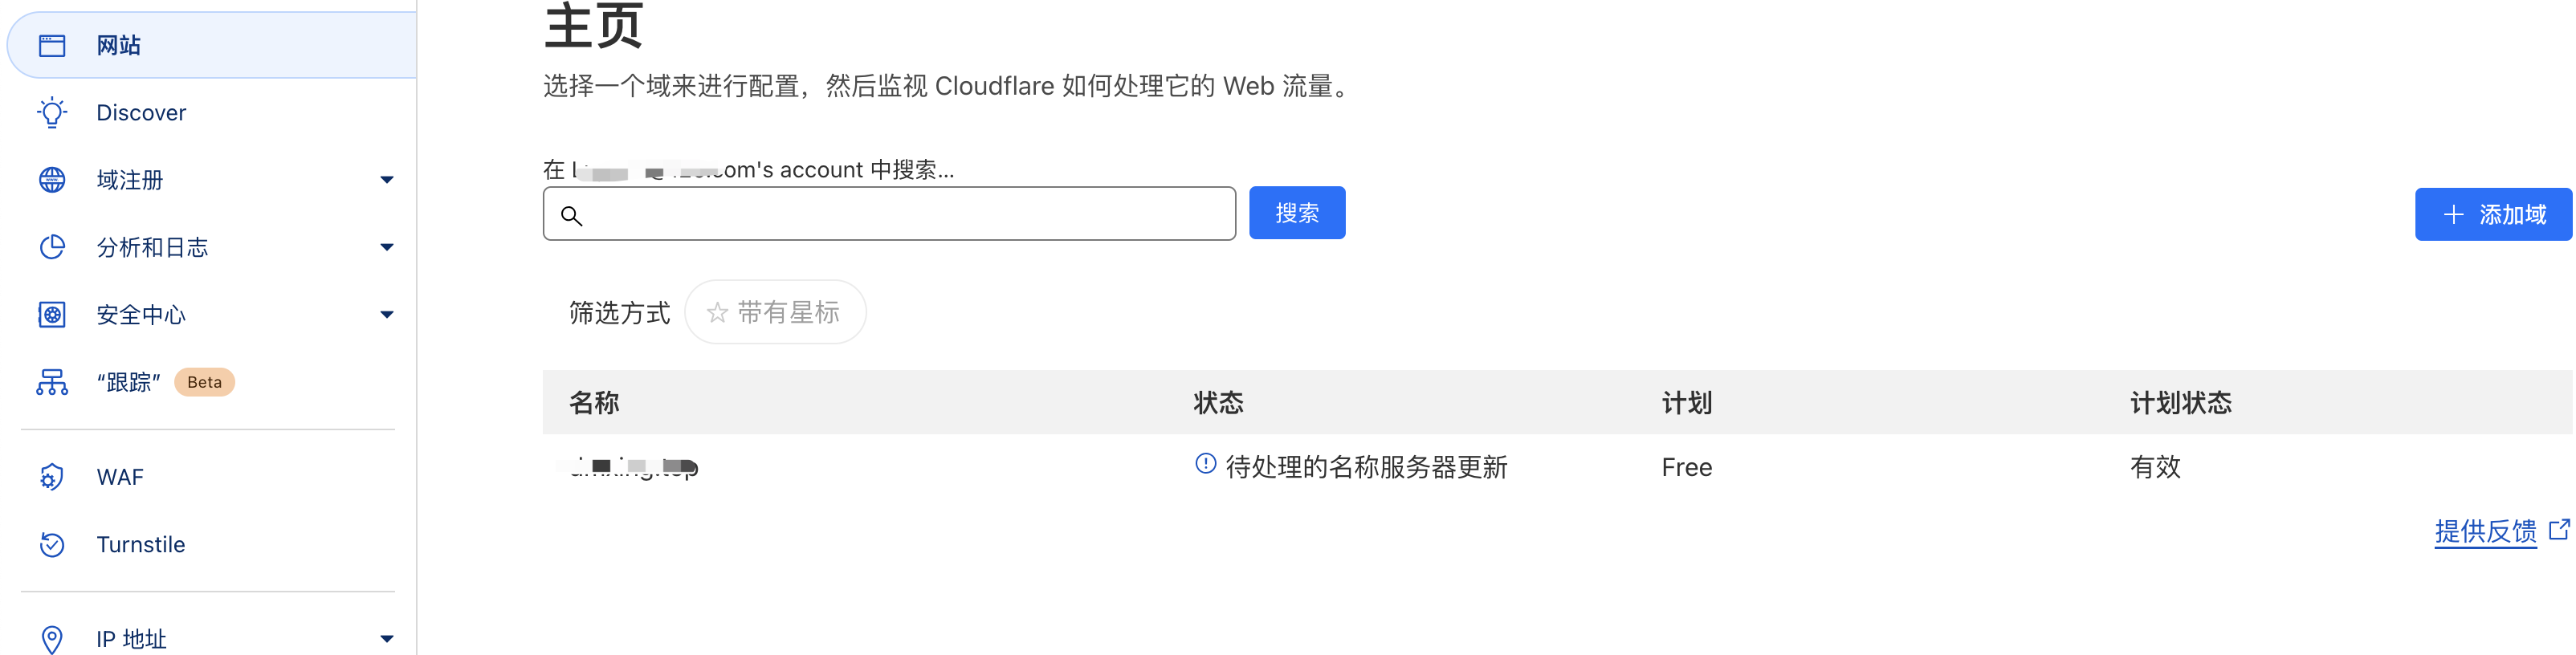 网站
Discover
域注册
分析和日志
安全中心
“跟踪” Beta
WAF
Turnstile
IP 地址
主页
选择一个域来进行配置，然后监视 Cloudflare 如何处理它的 Web 流量。
在 com's account 中搜索...
搜索
添加域
筛选方式 带有星标
名称 状态 计划 计划状态
待处理的名称服务器更新 Free 有效
提供反馈